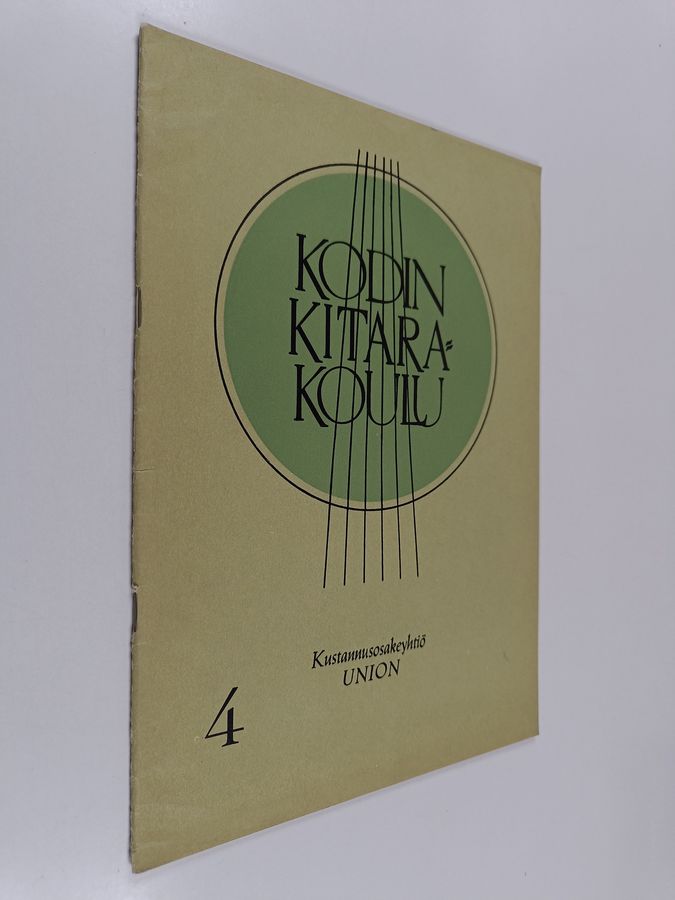 KODIN
KITARA=
KOULU
Kustannusosakeyhtiö
UNION
4